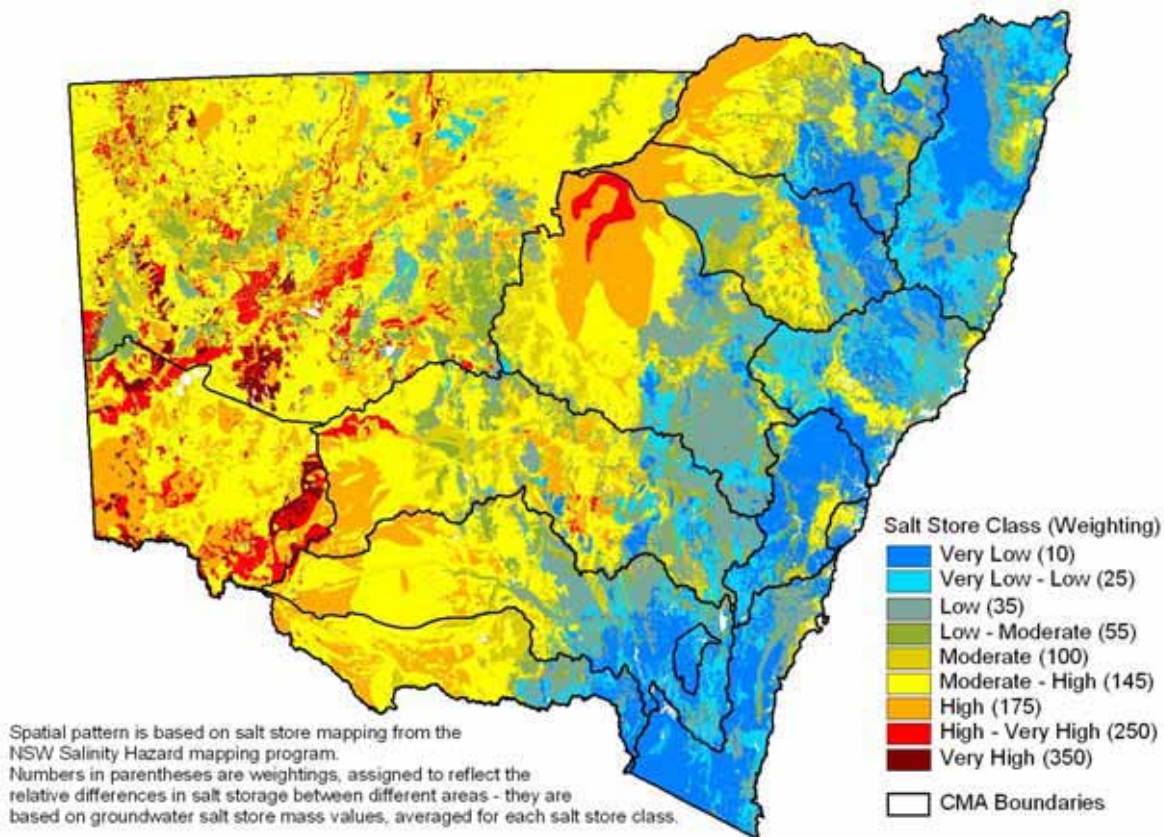 Salt Store Class (Weighting)
Very Low (10)
Very Low - Low (25)
Low (35)
Low - Moderate (55)
Moderate (100)
Moderate - High (145)
High (175)
High - Very High (250)
Very High (350)
CMA Boundaries
Spatial pattern is based on salt store mapping from the
NSW Salinity Hazard mapping program.
Numbers in parentheses are weightings, assigned to reflect the
relative differences in salt storage between different areas - they are
based on groundwater salt store mass values, averaged for each salt store class.